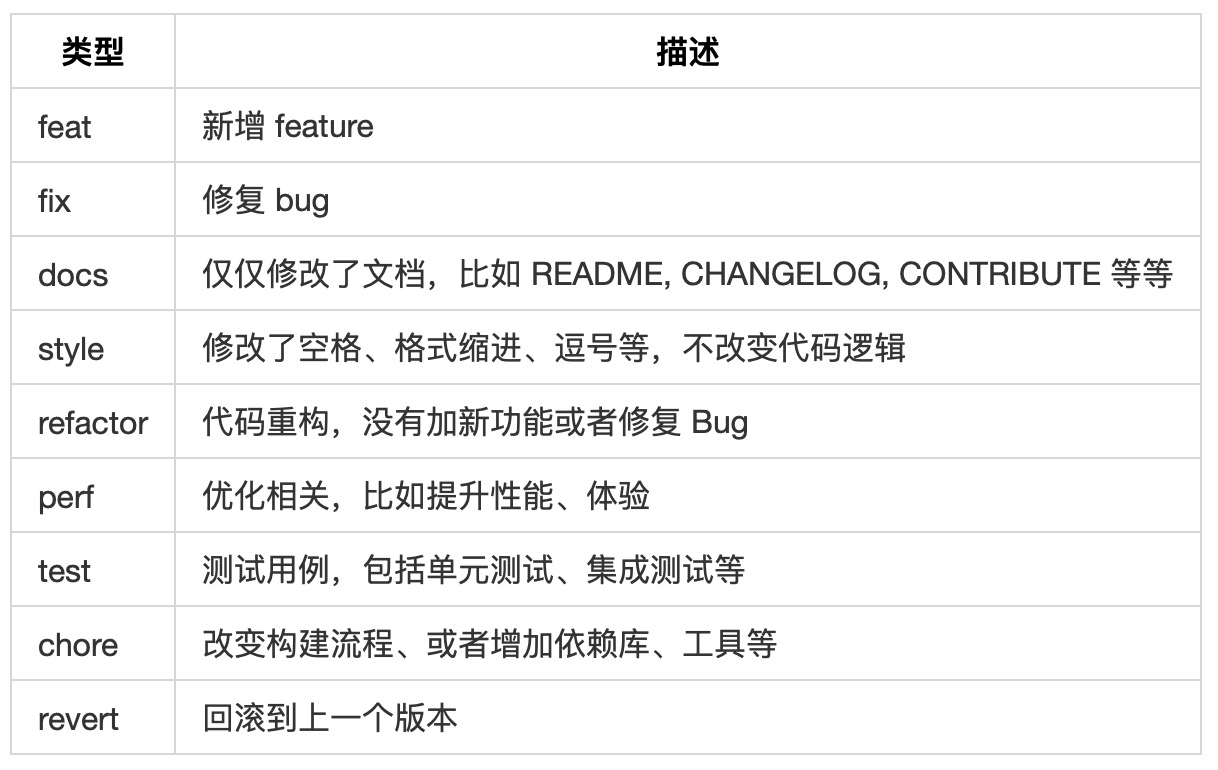 类型 描述
feat 新增 feature
fix 修复 bug
docs 仅仅修改了文档，比如 README, CHANGELOG, CONTRIBUTE 等等
style 修改了空格、格式缩进、逗号等，不改变代码逻辑
refactor 代码重构，没有加新功能或者修复 Bug
perf 优化相关，比如提升性能、体验
test 测试用例，包括单元测试、集成测试等
chore 改变构建流程、或者增加依赖库、工具等
revert 回滚到上一个版本